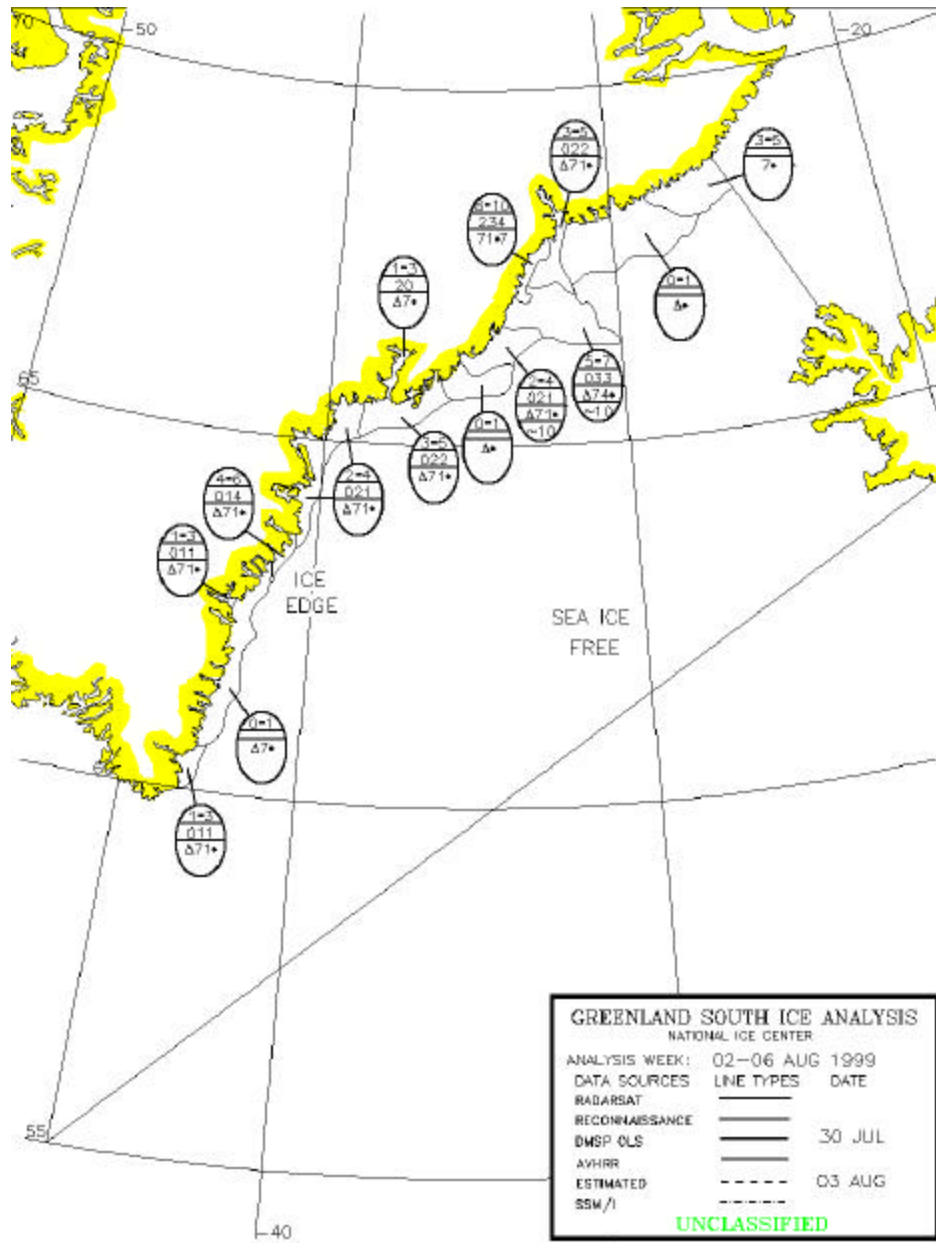 70
-50
-20
3=5
022
Δ71•
3=5
7•
8=10
234
71•7
1=3
20
Δ7•
0=1
Δ•
65
5=7
033
Δ74•
~10
2=4
021
Δ71•
~10
0=1
Δ•
3=5
022
Δ71•
2=4
021
Δ71•
4=6
014
Δ71•
1=3
011
Δ71•
ICE
EDGE
SEA ICE
FREE
0=1
Δ7•
1=3
011
Δ71•
55
-40
GREENLAND SOUTH ICE ANALYSIS
NATIONAL ICE CENTER
ANALYSIS WEEK: 02-06 AUG 1999
DATA SOURCES LINE TYPES DATE
RADARSAT
RECONNAISSANCE
DMSP OLS 30 JUL
AVHRR
ESTIMATED 03 AUG
SSM/I
UNCLASSIFIED